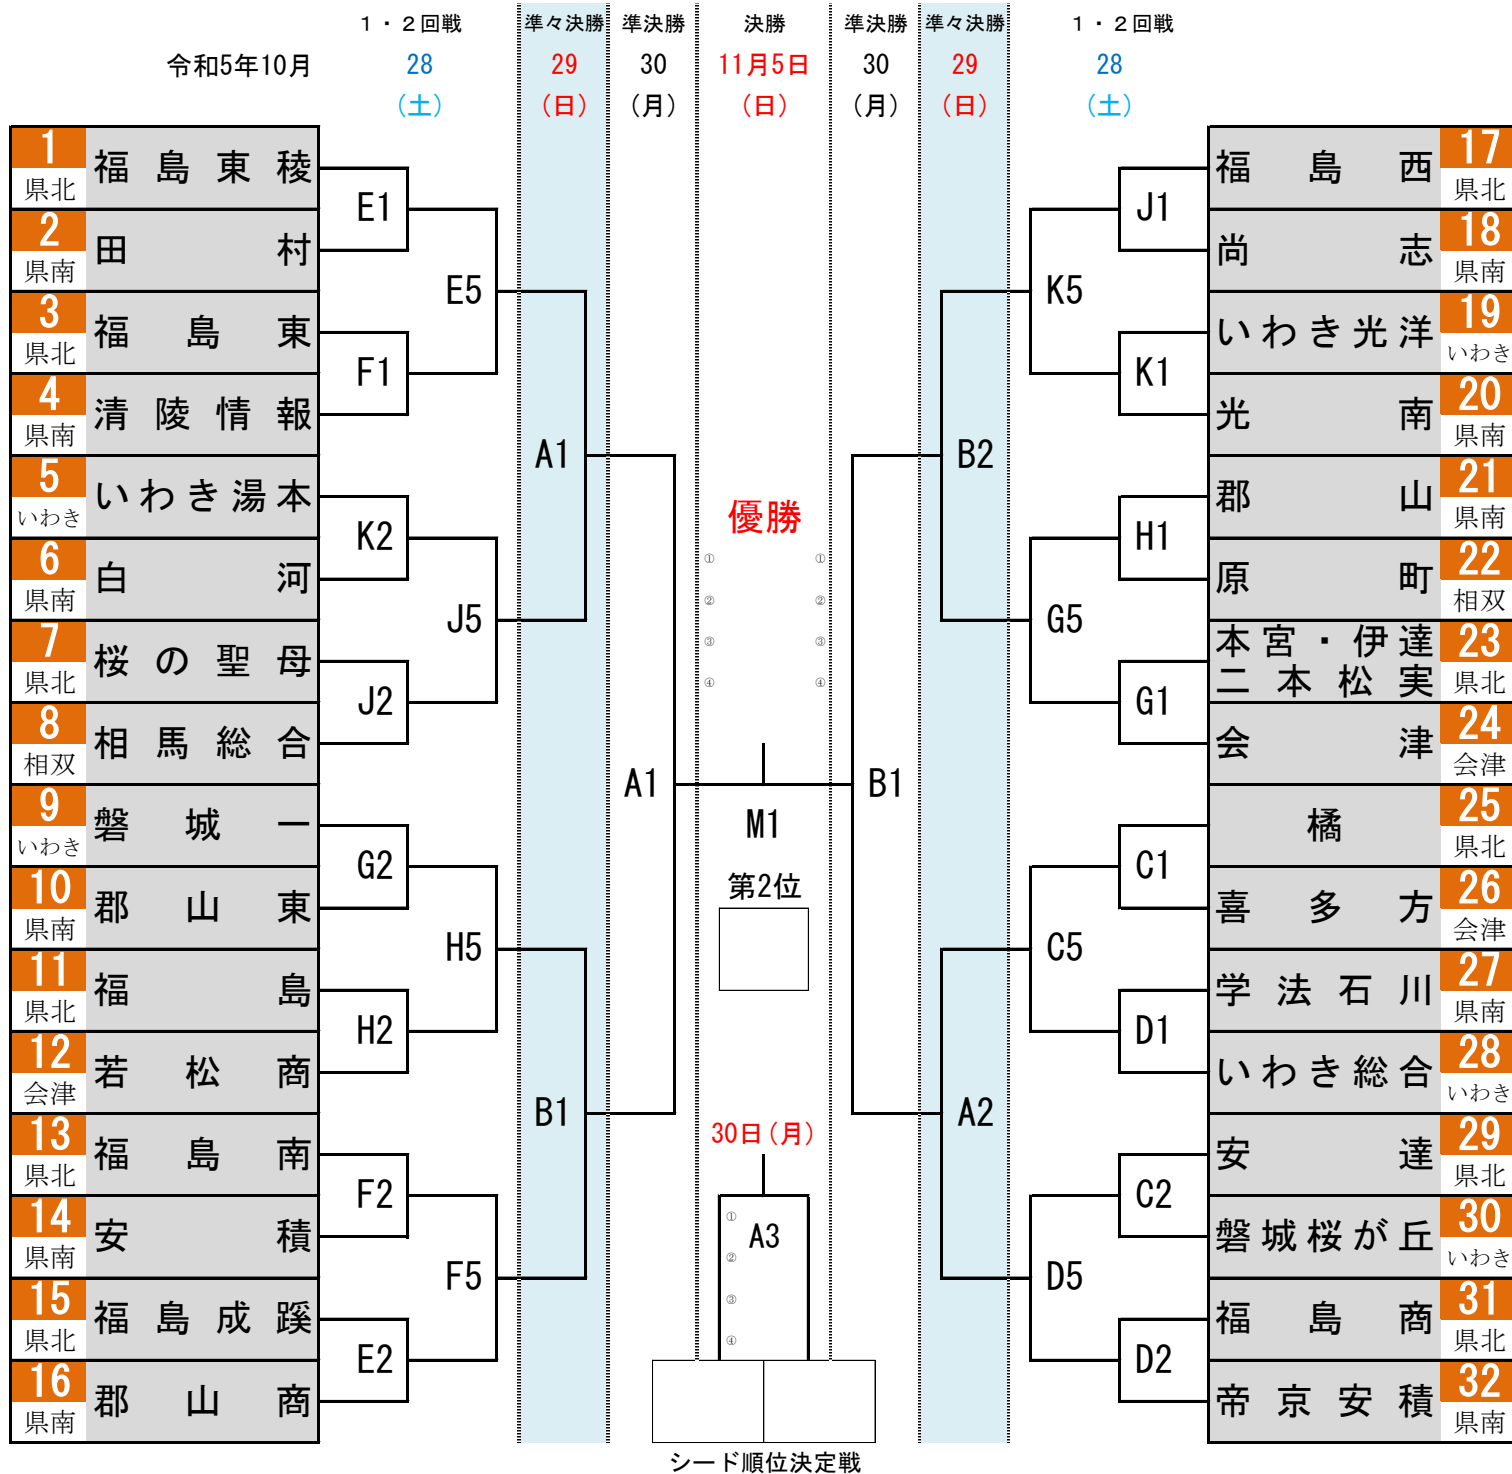 1・2回戦 準々決勝 準決勝 決勝 準決勝 準々決勝 1・2回戦
令和5年10月 28 29 30 11月5日 30 29 28
(土) (日) (月) (日) (月) (日) (土)
1 県北 福島東稜
2 県南 田村
3 県北 福島東
4 県南 清陵情報
5 いわき いわき湯本
6 県南 白河
7 県北 桜の聖母
8 相双 相馬総合
9 いわき 磐城一
10 県南 郡山東
11 県北 福島
12 会津 若松商
13 県北 福島南
14 県南 安積
15 県北 福島成蹊
16 県南 郡山商
E1
F1
K2
J2
G2
H2
F2
E2
E5
J5
H5
F5
A1
B1
A1
優勝
① ①
② ②
③ ③
④ ④
M1
第2位
30日(月)
A3
①
②
③
④
シード順位決定戦
B1
B2
A2
K5
G5
C5
D5
J1
K1
H1
G1
C1
D1
C2
D2
福島西 17 県北
尚志 18 県南
いわき光洋 19 いわき
光南 20 県南
郡山 21 県南
原町 22 相双
本宮・伊達
二本松実 23 県北
会津 24 会津
橘 25 県北
喜多方 26 会津
学法石川 27 県南
いわき総合 28 いわき
安達 29 県北
磐城桜が丘 30 いわき
福島商 31 県北
帝京安積 32 県南